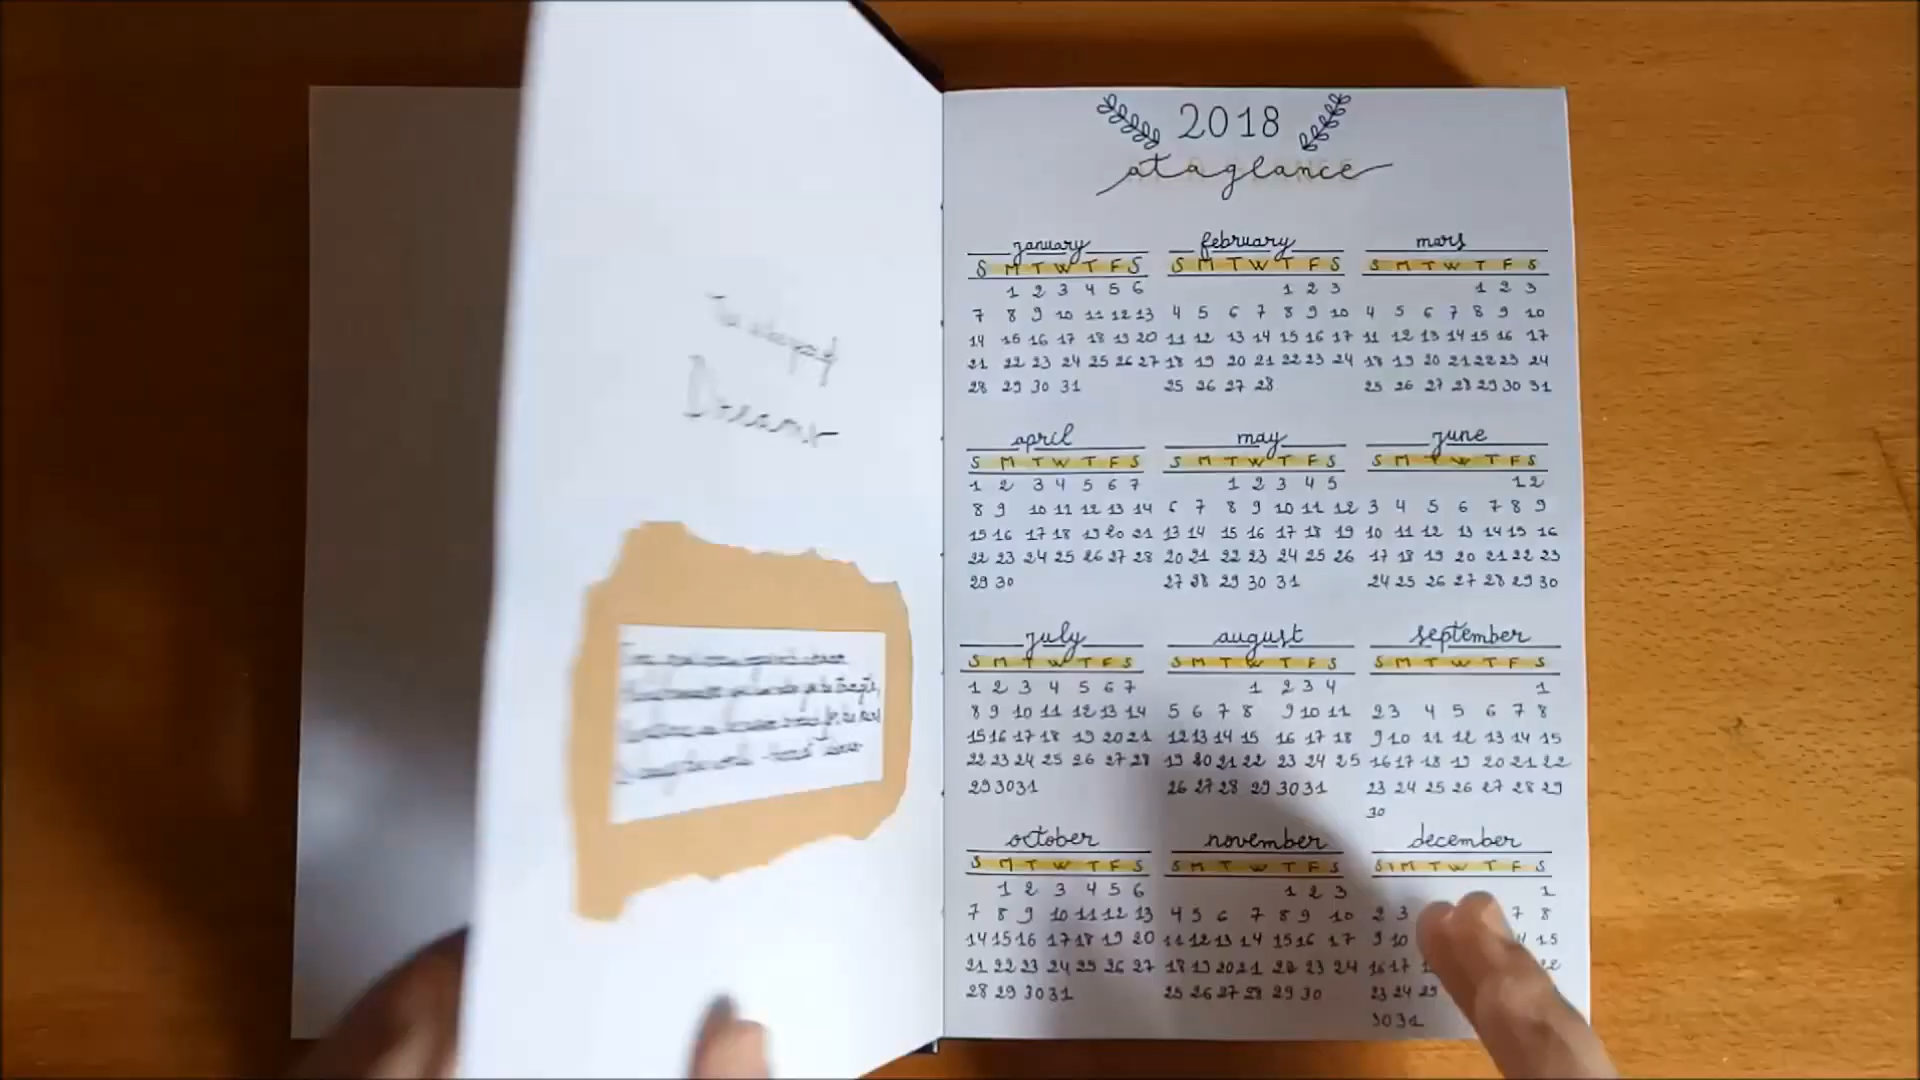 Dreams
2018
at a glance
january
S M T W T F S
1 2 3 4 5 6
7 8 9 10 11 12 13
14 15 16 17 18 19 20
21 22 23 24 25 26 27
28 29 30 31
february
S M T W T F S
1 2 3
4 5 6 7 8 9 10
11 12 13 14 15 16 17
18 19 20 21 22 23 24
25 26 27 28
mars
S M T W T F S
1 2 3
4 5 6 7 8 9 10
11 12 13 14 15 16 17
18 19 20 21 22 23 24
25 26 27 28 29 30 31
april
S M T W T F S
1 2 3 4 5 6 7
8 9 10 11 12 13 14
15 16 17 18 19 20 21
22 23 24 25 26 27 28
29 30
may
S M T W T F S
1 2 3 4 5
6 7 8 9 10 11 12
13 14 15 16 17 18 19
20 21 22 23 24 25 26
27 28 29 30 31
june
S M T W T F S
1 2
3 4 5 6 7 8 9
10 11 12 13 14 15 16
17 18 19 20 21 22 23
24 25 26 27 28 29 30
july
S M T W T F S
1 2 3 4 5 6 7
8 9 10 11 12 13 14
15 16 17 18 19 20 21
22 23 24 25 26 27 28
29 30 31
august
S M T W T F S
1 2 3 4
5 6 7 8 9 10 11
12 13 14 15 16 17 18
19 20 21 22 23 24 25
26 27 28 29 30 31
september
S M T W T F S
1
2 3 4 5 6 7 8
9 10 11 12 13 14 15
16 17 18 19 20 21 22
23 24 25 26 27 28 29
30
october
S M T W T F S
1 2 3 4 5 6
7 8 9 10 11 12 13
14 15 16 17 18 19 20
21 22 23 24 25 26 27
28 29 30 31
november
S M T W T F S
1 2 3
4 5 6 7 8 9 10
11 12 13 14 15 16 17
18 19 20 21 22 23 24
25 26 27 28 29 30
december
S M T W T F S
1
2 3 7 8
9 10 15
16 17
23 24 25
30 31